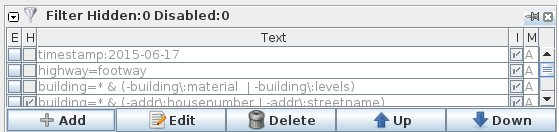 Filter Hidden:0 Disabled:0
E H Text I M
timestamp:2015-06-17 A
highway=footway A
building=* & (-building\:material | -building\:levels) A
building=* & (-addr\:housenumber | -addr\:streetname) A
Add Edit Delete Up Down